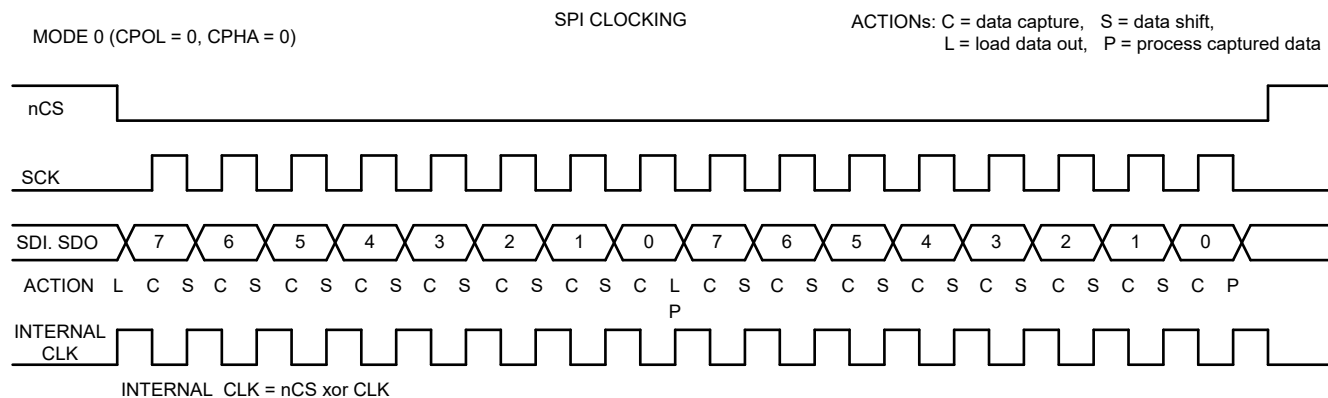 SPI CLOCKING
ACTIONs: C = data capture, S = data shift,
MODE 0 (CPOL = 0, CPHA = 0)
L = load data out, P = process captured data
nCS
SCK
SDI. SDO 7 6 5 4 3 2 1 0 7 6 5 4 3 2 1 0
ACTION L C S C S C S C S C S C S C S C L C S C S C S C S C S C S C S C P
P
INTERNAL
CLK
INTERNAL CLK = nCS xor CLK